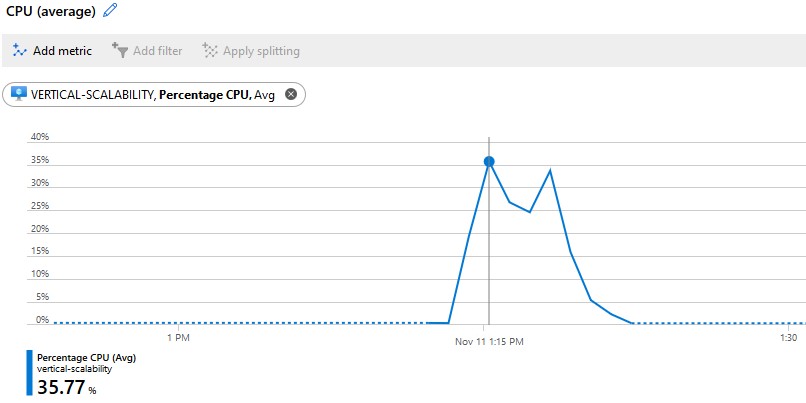 CPU (average)
Add metric Add filter Apply splitting
VERTICAL-SCALABILITY, Percentage CPU, Avg
40%
35%
30%
25%
20%
15%
10%
5%
0%
1 PM Nov 11 1:15 PM 1:30
Percentage CPU (Avg)
vertical-scalability
35.77 %